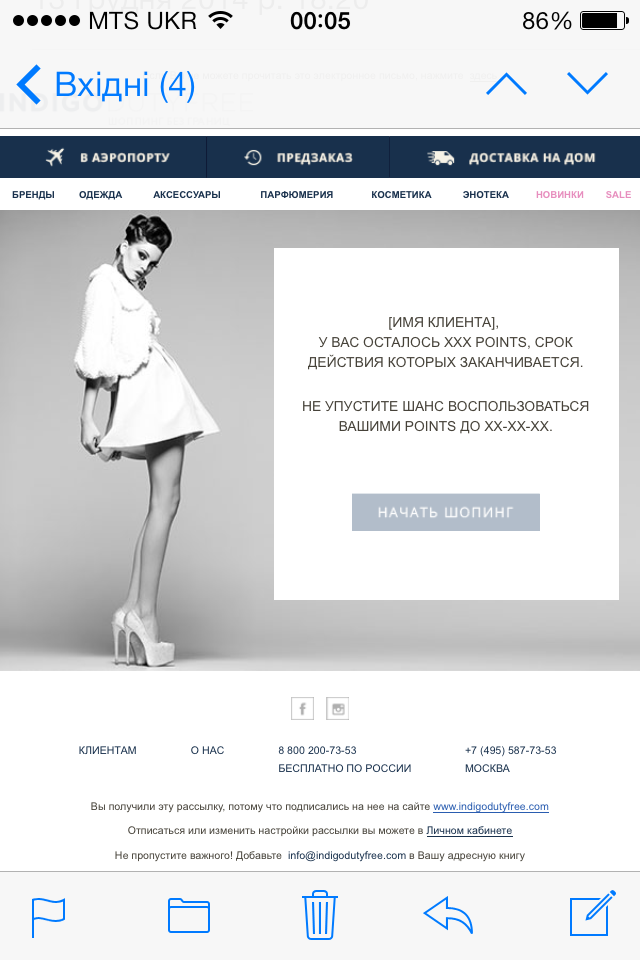 MTS UKR 00:05 86%
Вхідні (4)
В АЭРОПОРТУ ПРЕДЗАКАЗ ДОСТАВКА НА ДОМ
БРЕНДЫ ОДЕЖДА АКСЕССУАРЫ ПАРФЮМЕРИЯ КОСМЕТИКА ЭНОТЕКА НОВИНКИ SALE
[ИМЯ КЛИЕНТА],
У ВАС ОСТАЛОСЬ XXX POINTS, СРОК
ДЕЙСТВИЯ КОТОРЫХ ЗАКАНЧИВАЕТСЯ.
НЕ УПУСТИТЕ ШАНС ВОСПОЛЬЗОВАТЬСЯ
ВАШИМИ POINTS ДО XX-XX-XX.
НАЧАТЬ ШОПИНГ
КЛИЕНТАМ О НАС 8 800 200-73-53 +7 (495) 587-73-53
БЕСПЛАТНО ПО РОССИИ МОСКВА
Вы получили эту рассылку, потому что подписались на нее на сайте www.indigodutyfree.com
Отписаться или изменить настройки рассылки вы можете в Личном кабинете
Не пропустите важного! Добавьте info@indigodutyfree.com в Вашу адресную книгу